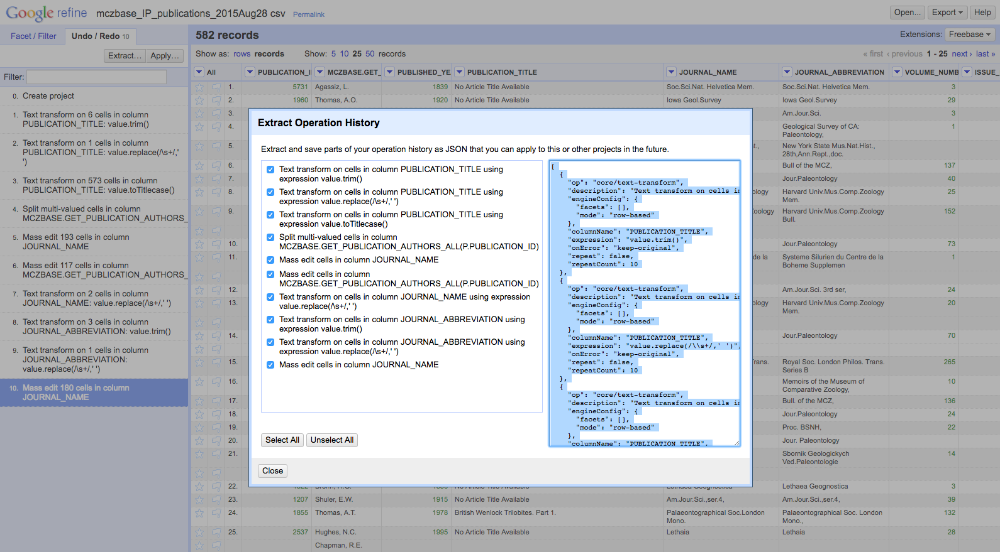 Google refine mczbase_IP_publications_2015Aug28 csv Permalink
Open... Export Help
Facet / Filter Undo / Redo 10
582 records
Extensions: Freebase
Extract... Apply...
Show as: rows records Show: 5 10 25 50 records
« first ‹ previous 1 - 25 next › last »
Filter:
All PUBLICATION_I MCZBASE.GET_ PUBLISHED_YE PUBLICATION_TITLE JOURNAL_NAME JOURNAL_ABBREVIATION VOLUME_NUMB ISSUE_
0. Create project
1. Text transform on 6 cells in column
PUBLICATION_TITLE: value.trim()
2. Text transform on 1 cells in column
PUBLICATION_TITLE: value.replace(/\s+/,'
')
3. Text transform on 573 cells in column
PUBLICATION_TITLE: value.toTitlecase()
4. Split multi-valued cells in column
MCZBASE.GET_PUBLICATION_AUTHORS_
5. Mass edit 193 cells in column
JOURNAL_NAME
6. Mass edit 117 cells in column
MCZBASE.GET_PUBLICATION_AUTHORS_
7. Text transform on 2 cells in column
JOURNAL_NAME: value.replace(/\s+/,' ')
8. Text transform on 3 cells in column
JOURNAL_ABBREVIATION: value.trim()
9. Text transform on 1 cells in column
JOURNAL_ABBREVIATION:
value.replace(/\s+/,' ')
10. Mass edit 180 cells in column
JOURNAL_NAME
1. 5731 Agassiz, L. 1839 No Article Title Available Soc.Sci.Nat. Helvetica Mem. Soc.Sci.Nat. Helvetica Mem. 3
2. 1960 Thomas, A.O. 1920 No Article Title Available Iowa Geol.Survey Iowa Geol.Survey 29
3. Am.Jour.Sci. 3
4. Geological Survey of CA: 1
Paleontology,
5. st., New York State Mus.Nat.Hist.,
28th,Ann.Rept.,doc.
6. Bull of the MCZ, 137
7. Jour.Paleontology 40
8. ology Harvard Univ.Mus.Comp.Zoology 25
Mem.
9. Zoology Harvard Univ.Mus.Comp.Zoology 152
Bull.
10. Jour.Paleontology 73
11. de la Systeme Silurien du Centre de la 1
Boheme Supplemen
12. Am.Jour.Sci. 3rd ser, 24
13. ology Harvard Univ.Mus.Comp.Zoology 20
Mem.
14. Jour.Paleontology 70
15. Trans. Royal Soc. London Philos. Trans. 265
Series B
16. Memoirs of the Museum of 10
Comparative Zoology,
17. Bull. of the MCZ, 136
18. Jour.Paleontology 24
19. Proc. BSNH, 22
20. Jour. Paleontology
21. Sbornik Geologickych 14
Ved.Paleontologie
22. No Article Title Available Lethaea Geognostica Lethaea Geognostica 3
23. 1207 Shuler, E.W. 1915 No Article Title Available Am.Jour.Sci.,ser.4, Am.Jour.Sci.,ser.4, 39
24. 1855 Thomas, A.T. 1978 British Wenlock Trilobites. Part 1. Palaeontographical Soc.London Palaeontographical Soc. London 132
Mono. Mono.,
25. 2537 Hughes, N.C. 1995 No Article Title Available Lethaia Lethaia 28
Chapman, R.E.
Extract Operation History
Extract and save parts of your operation history as JSON that you can apply to this or other projects in the future.
Text transform on cells in column PUBLICATION_TITLE using
expression value.trim()
Text transform on cells in column PUBLICATION_TITLE using
expression value.replace(/\s+/,' ')
Text transform on cells in column PUBLICATION_TITLE using
expression value.toTitlecase()
Split multi-valued cells in column
MCZBASE.GET_PUBLICATION_AUTHORS_ALL(P.PUBLICATION_ID)
Mass edit cells in column JOURNAL_NAME
Mass edit cells in column
MCZBASE.GET_PUBLICATION_AUTHORS_ALL(P.PUBLICATION_ID)
Text transform on cells in column JOURNAL_NAME using expression
value.replace(/\s+/,' ')
Text transform on cells in column JOURNAL_ABBREVIATION using
expression value.trim()
Text transform on cells in column JOURNAL_ABBREVIATION using
expression value.replace(/\s+/,' ')
Mass edit cells in column JOURNAL_NAME
[
{
"op": "core/text-transform",
"description": "Text transform on cells in
"engineConfig": {
"facets": [],
"mode": "row-based"
},
"columnName": "PUBLICATION_TITLE",
"expression": "value.trim()",
"onError": "keep-original",
"repeat": false,
"repeatCount": 10
},
{
"op": "core/text-transform",
"description": "Text transform on cells in
"engineConfig": {
"facets": [],
"mode": "row-based"
},
"columnName": "PUBLICATION_TITLE",
"expression": "value.replace(/\\s+/,' ')",
"onError": "keep-original",
"repeat": false,
"repeatCount": 10
},
{
"op": "core/text-transform",
"description": "Text transform on cells in
"engineConfig": {
"facets": [],
"mode": "row-based"
},
"columnName": "PUBLICATION TITLE",
Select All Unselect All
Close